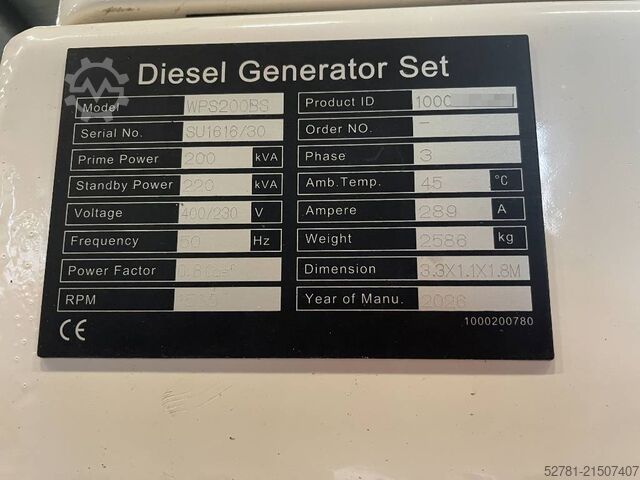 Diesel Generator Set
Model WPS200BS
Serial No. SU1616/30
Prime Power 200 kVA
Standby Power 220 kVA
Voltage 400/230 V
Frequency 50 Hz
Power Factor
RPM
Product ID 1000
Order NO. –
Phase 3
Amb.Temp. 45 °C
Ampere 289 A
Weight 2586 kg
Dimension 3.3X1.1X1.8M
Year of Manu. 2026
CE
1000200780
52781-21507407